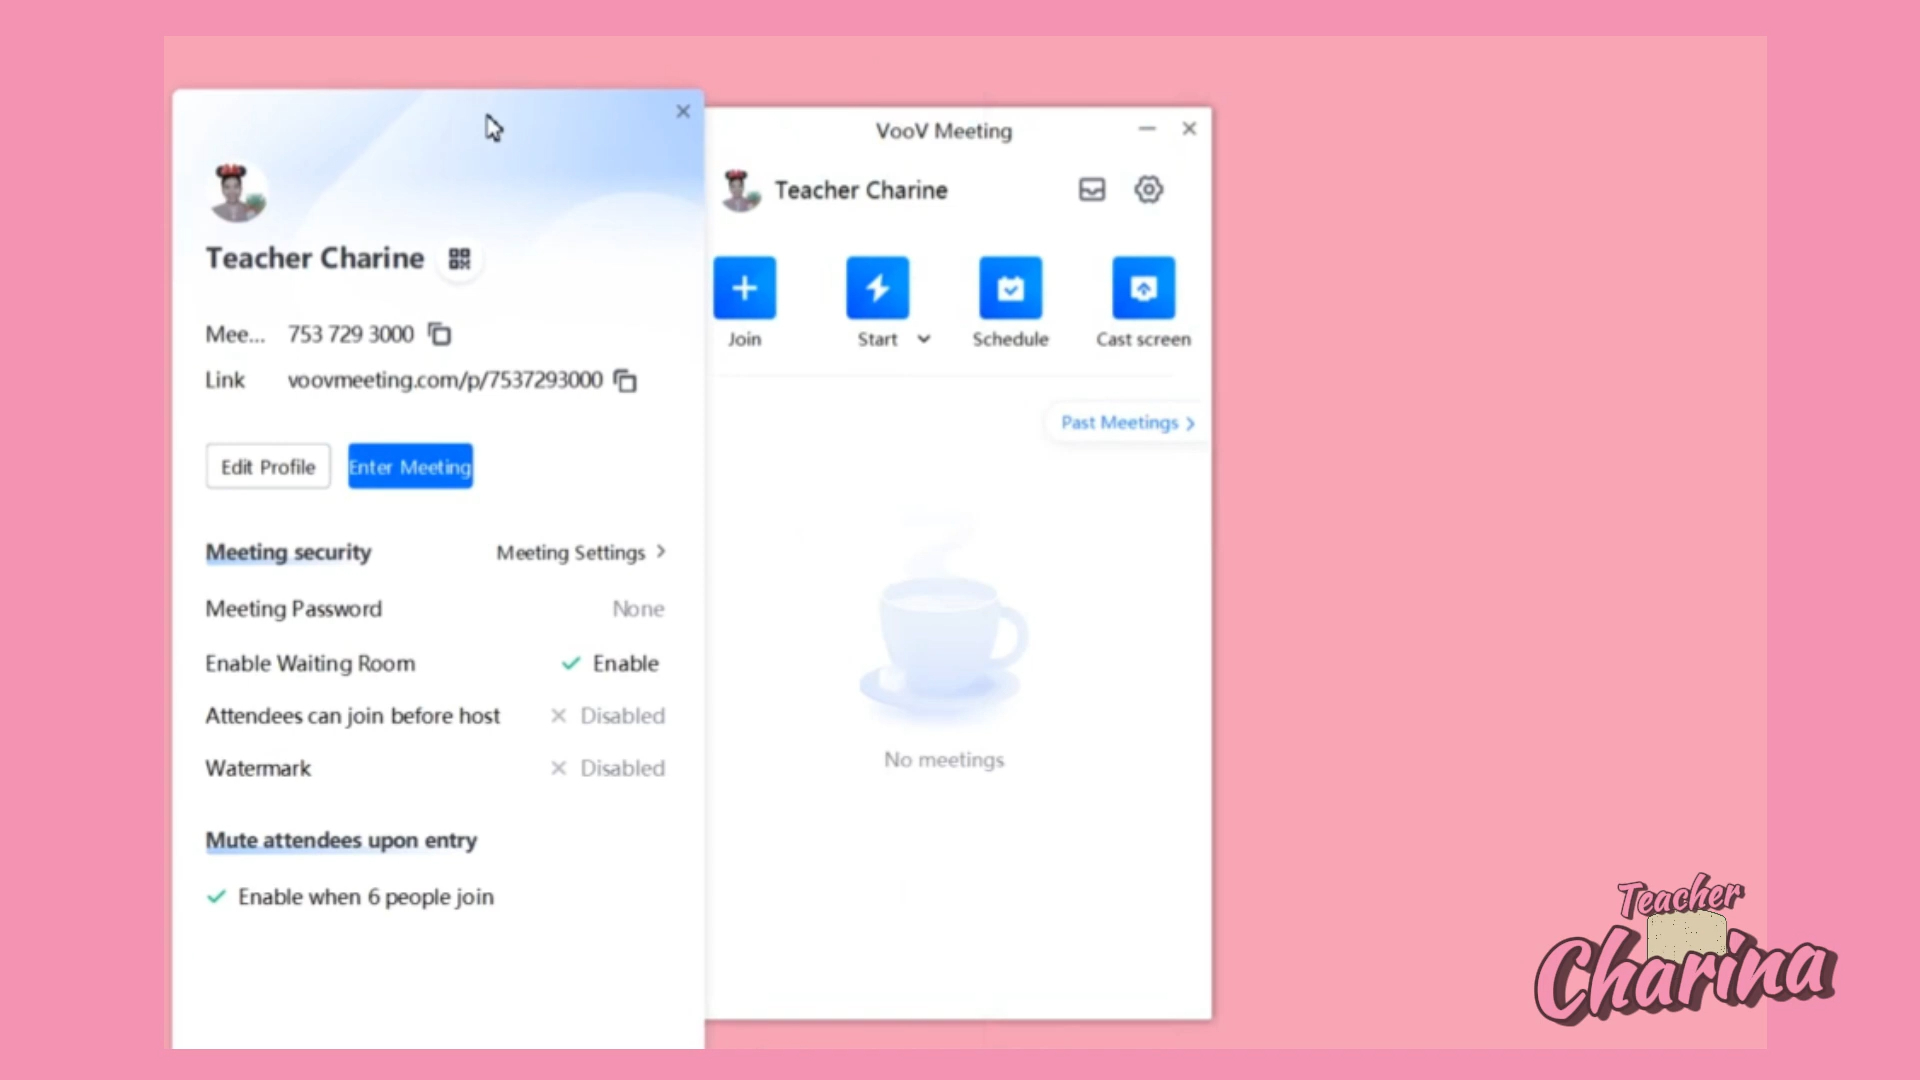 Teacher Charine
Mee... 753 729 3000
Link voovmeeting.com/p/7537293000
Edit Profile Enter Meeting
Meeting security Meeting Settings
Meeting Password None
Enable Waiting Room Enable
Attendees can join before host Disabled
Watermark Disabled
Mute attendees upon entry
Enable when 6 people join
VooV Meeting
Teacher Charine
Join Start Schedule Cast screen
Past Meetings
No meetings
Teacher
Charina